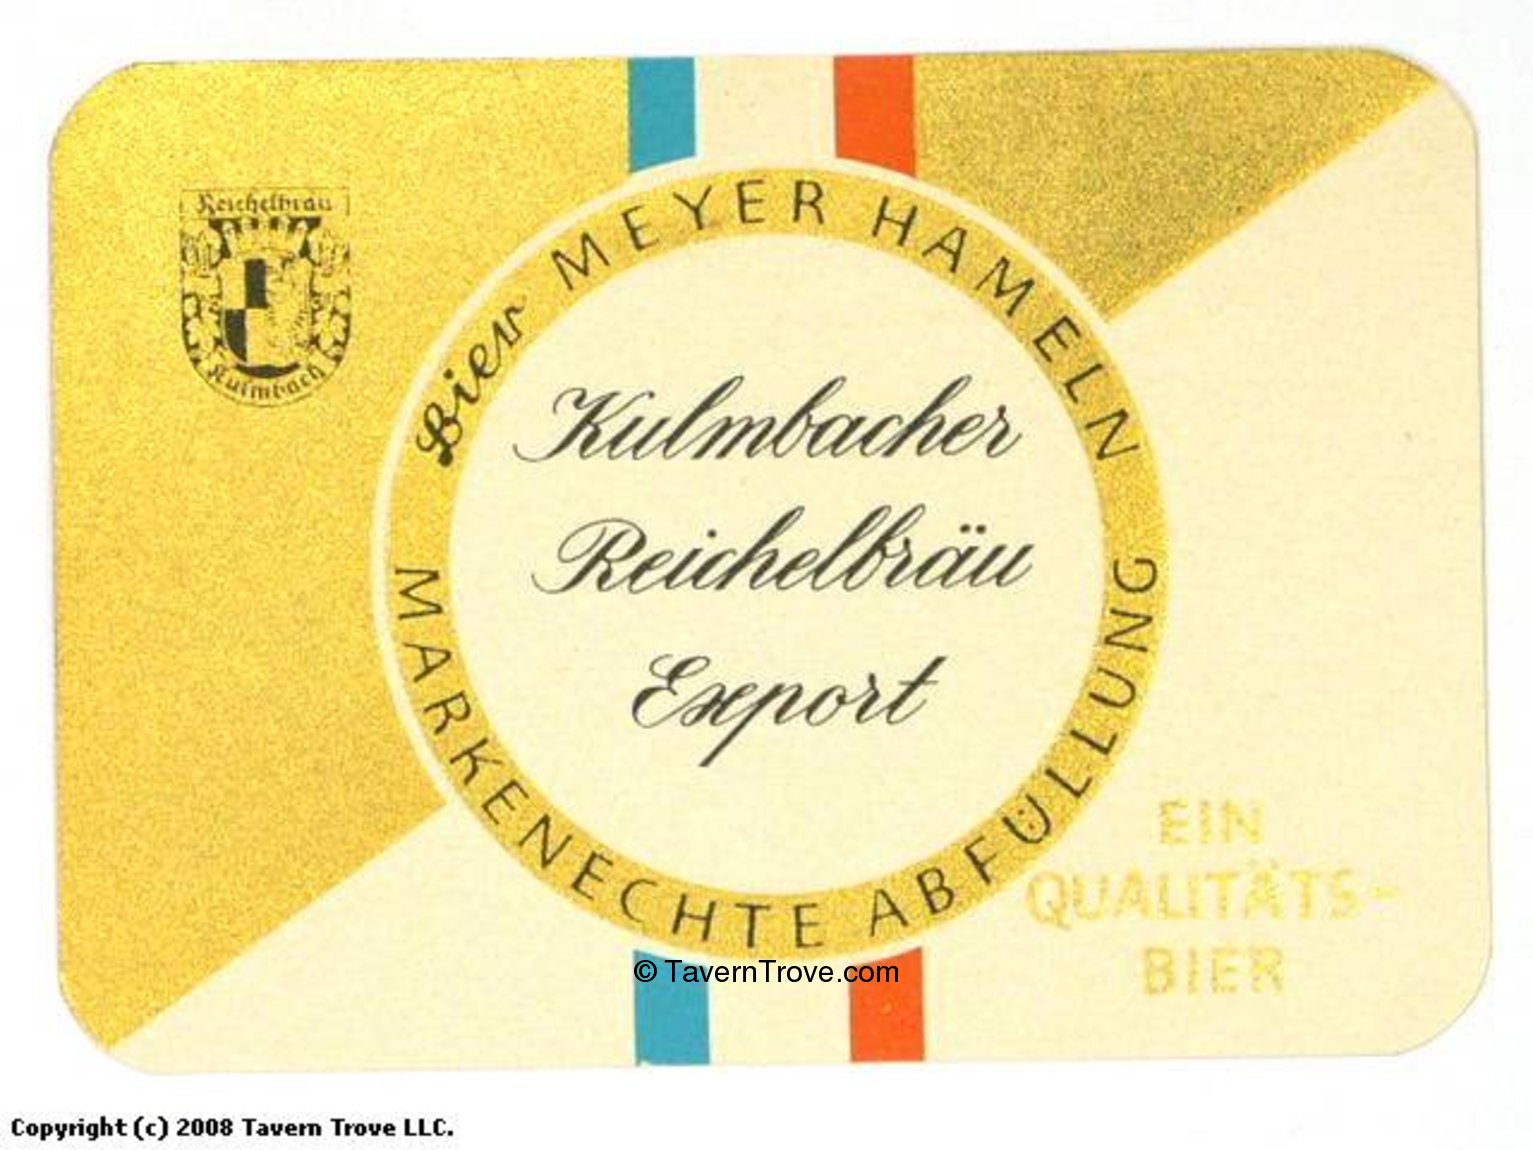 Reichelbräu
Kulmbach
Bier MEYER HAMELN
Kulmbacher
Reichelbräu
Export
MARKENECHTE ABFÜLLUNG
EIN
QUALITÄTS-
BIER
© TavernTrove.com
Copyright (c) 2008 Tavern Trove LLC.